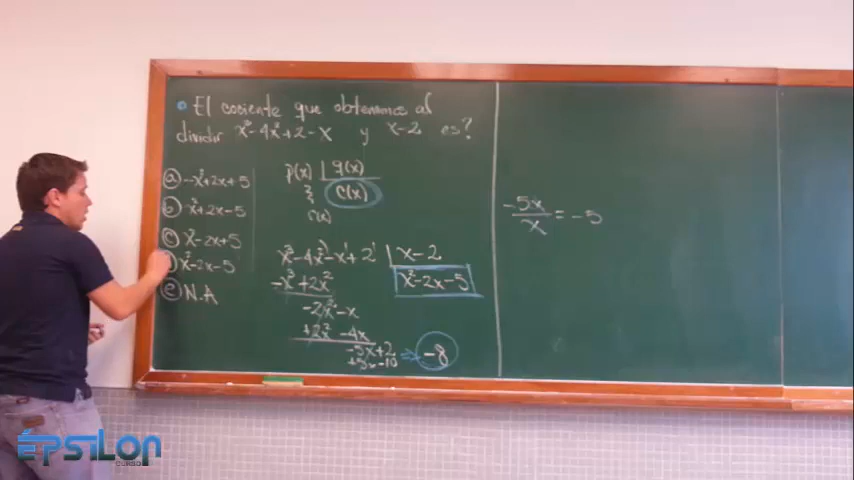 • El cociente que obtenemos al
dividir x³-4x²+2-x y x-2 es?
ⓐ -x²+2x+5
ⓑ x²+2x-5
ⓒ x²-2x+5
x²-2x-5
ⓔ N.A
p(x) | q(x)
C(x)
r(x)
x³-4x²-x¹+2 | x-2
-x³+2x² x²-2x-5
-2x²-x
+2x²-4x
-5x+2
+5x-10 => -8
-5x/x = -5
EPSILON
CURSO